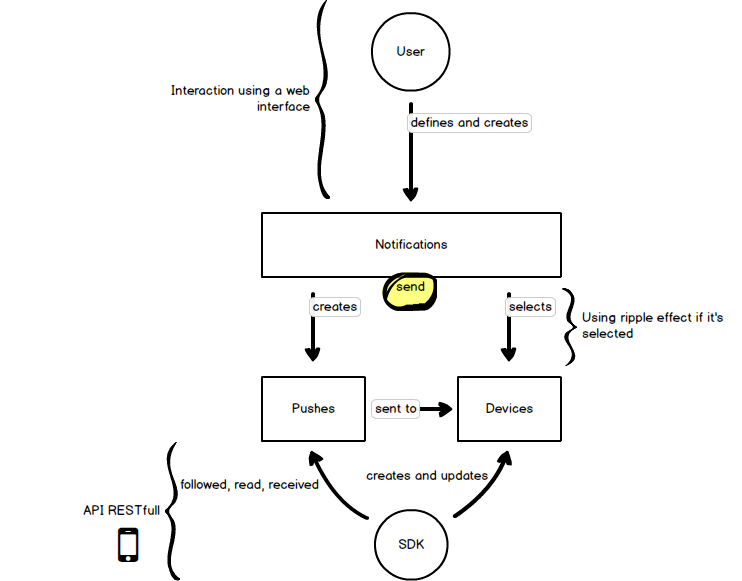 User
Interaction using a web
interface
defines and creates
Notifications
send
creates
selects
Using ripple effect if it's
selected
Pushes
sent to
Devices
followed, read, received
creates and updates
API RESTfull
SDK